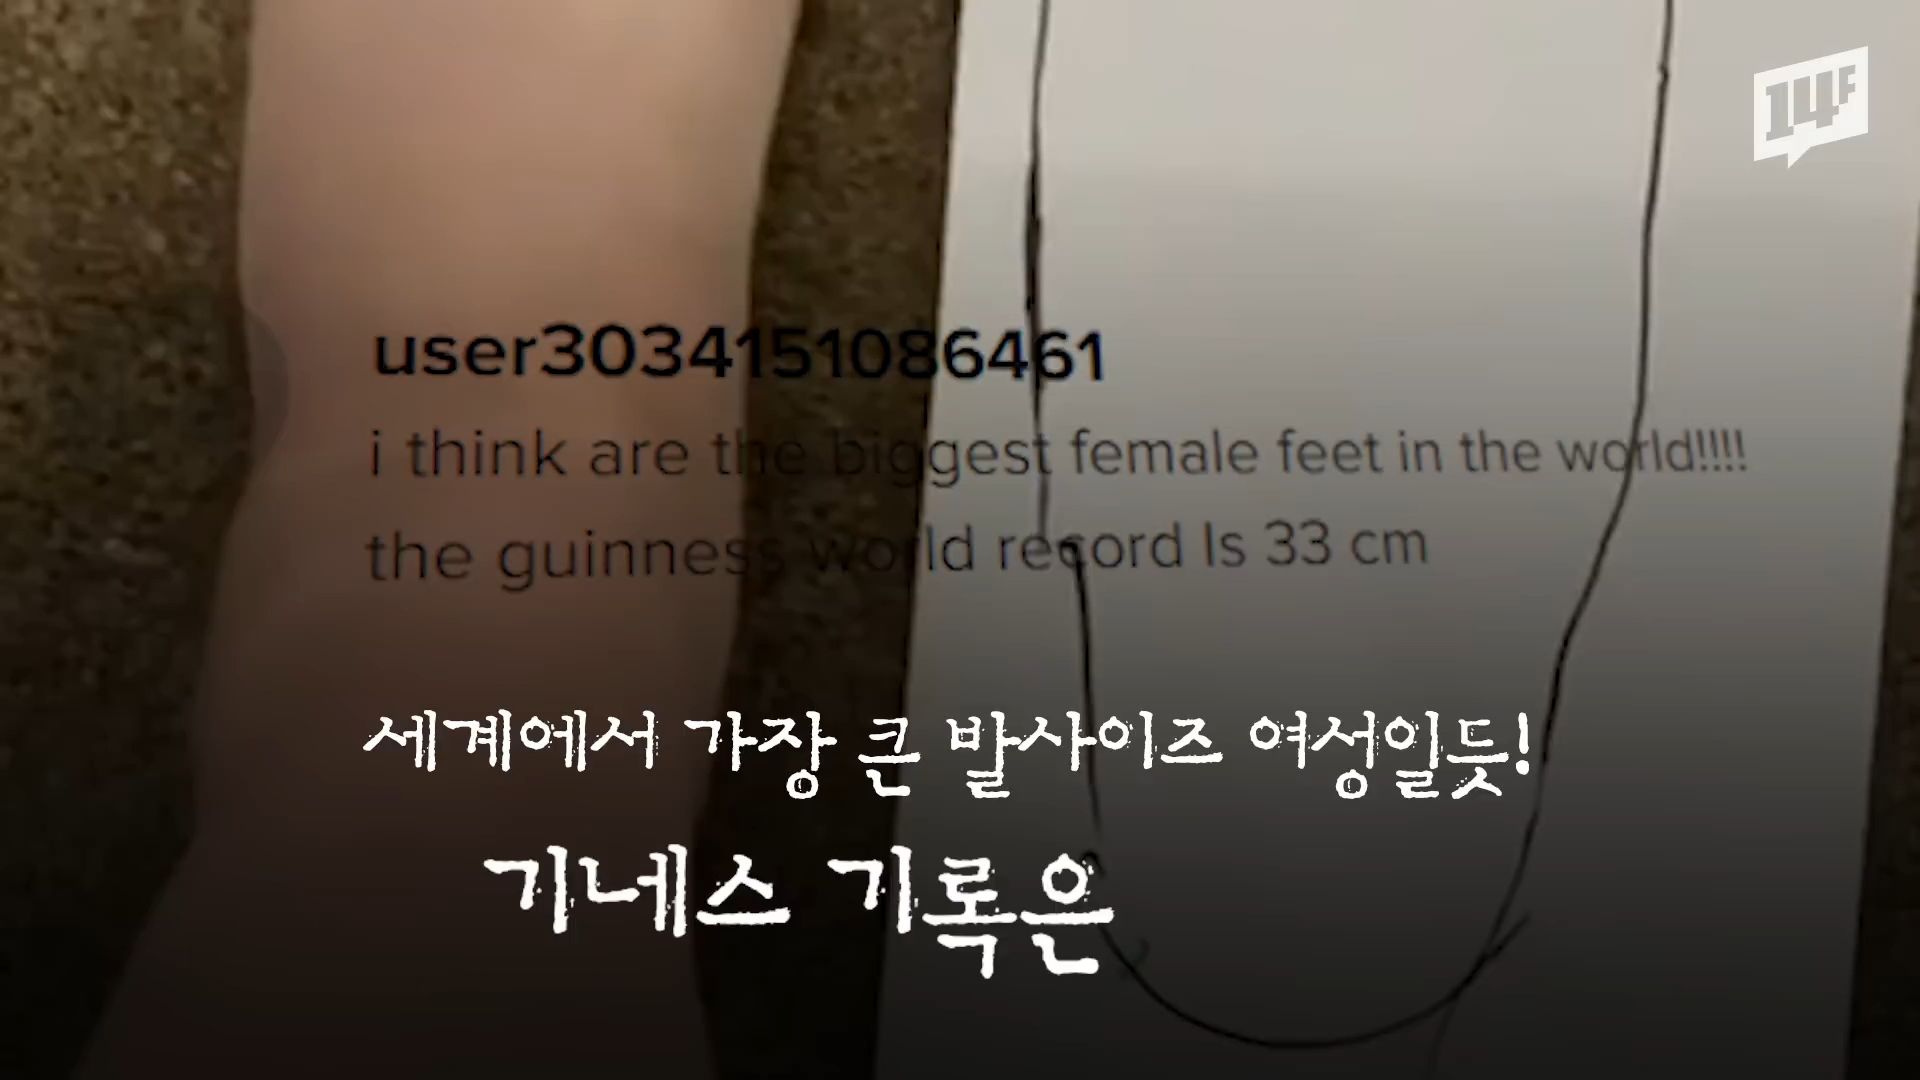 14F
user3034151086461
i think are the biggest female feet in the world!!!!
the guinness world record Is 33 cm
세계에서 가장 큰 발사이즈 여성일듯!
기네스 기록은